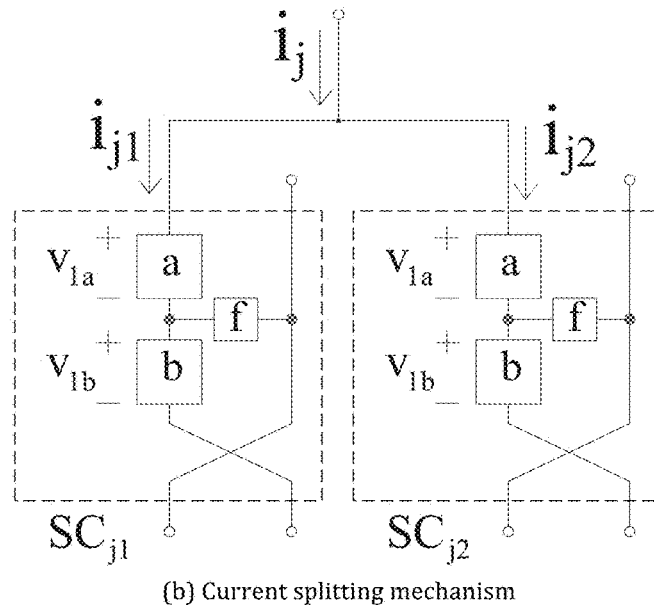 i_j
i_j1 i_j2
+ +
v_1a a v_1a a
− f − f
+ +
v_1b b v_1b b
− −
SC_j1 SC_j2
(b) Current splitting mechanism